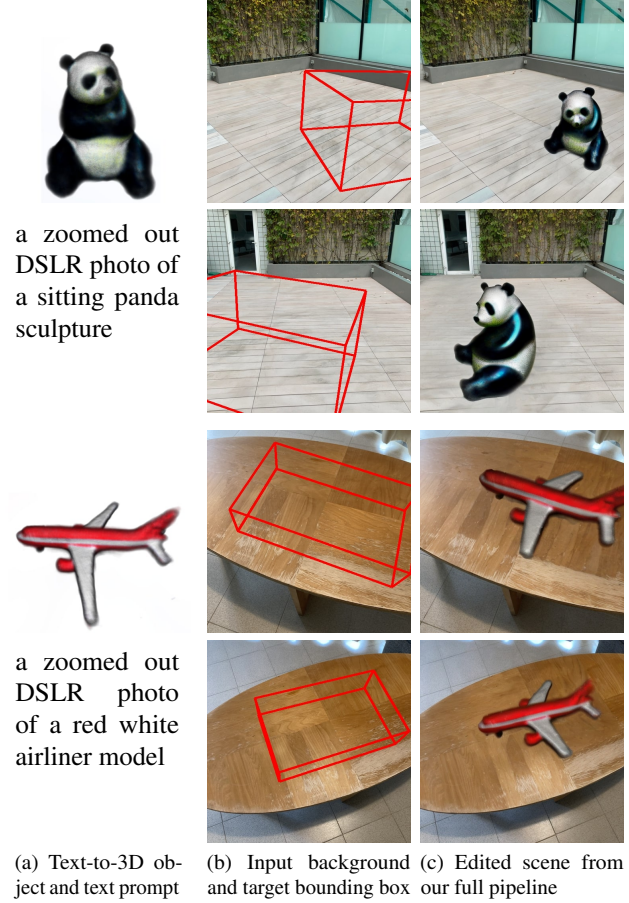 a zoomed out
DSLR photo of
a sitting panda
sculpture
a zoomed out
DSLR photo
of a red white
airliner model
(a) Text-to-3D ob-
ject and text prompt
(b) Input background
and target bounding box
(c) Edited scene from
our full pipeline